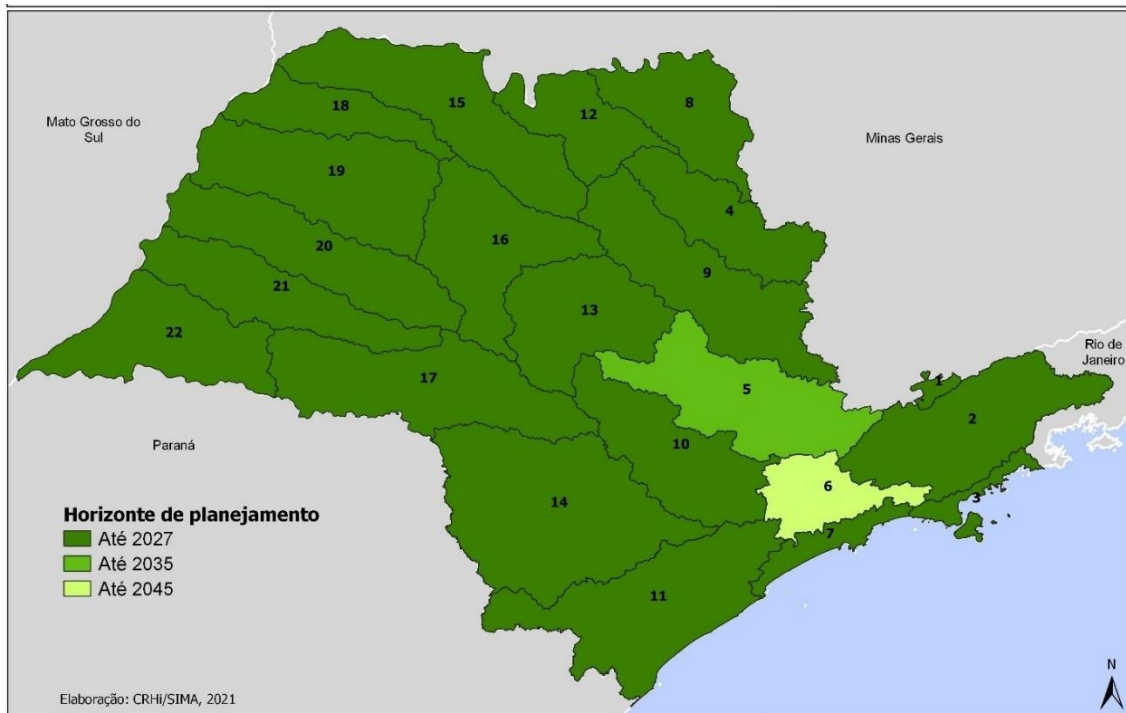 8
15
18
12
Mato Grosso do
Sul
Minas Gerais
19
4
16
20
9
21
13
Rio de
Janeiro
22
1
17
5
2
Paraná
10
6
3
14
7
Horizonte de planejamento
Até 2027
Até 2035
Até 2045
11
N
Elaboração: CRHi/SIMA, 2021